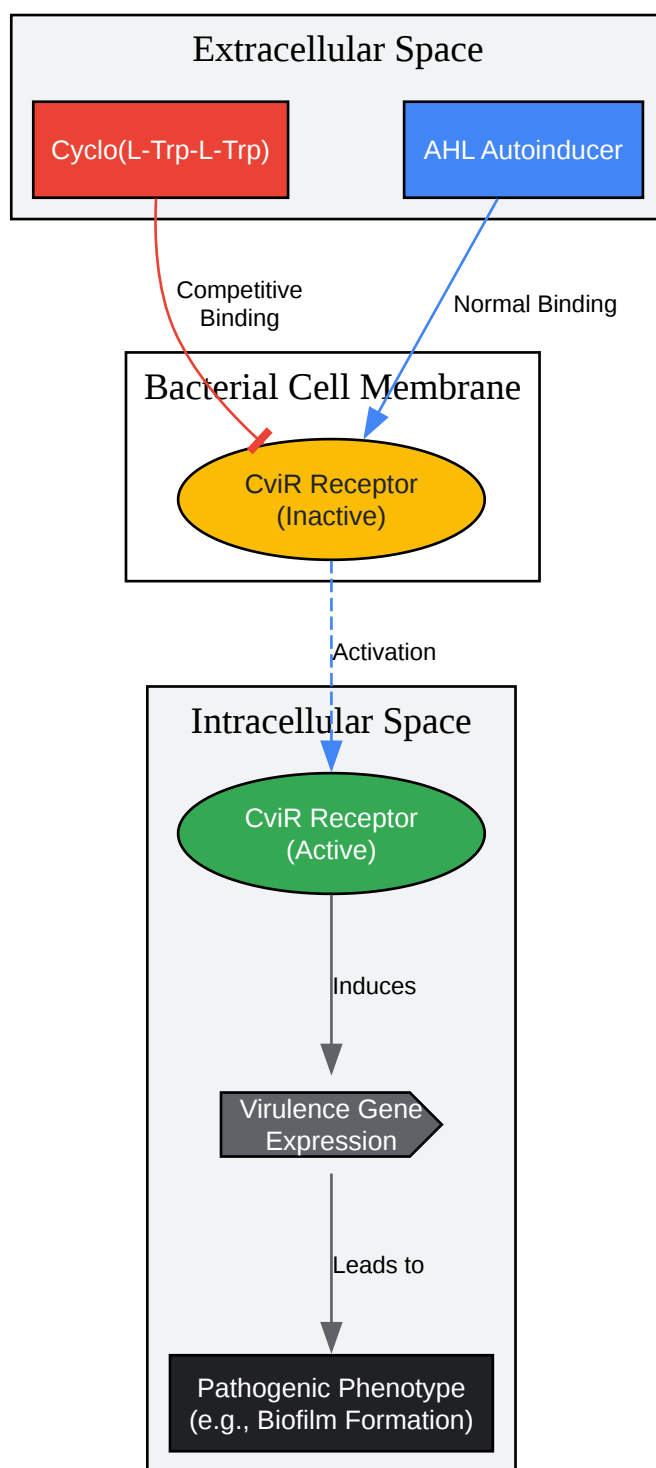 Extracellular Space
Cyclo(L-Trp-L-Trp)
AHL Autoinducer
Competitive
Binding
Normal Binding
Bacterial Cell Membrane
CviR Receptor
(Inactive)
Activation
Intracellular Space
CviR Receptor
(Active)
Induces
Virulence Gene
Expression
Leads to
Pathogenic Phenotype
(e.g., Biofilm Formation)